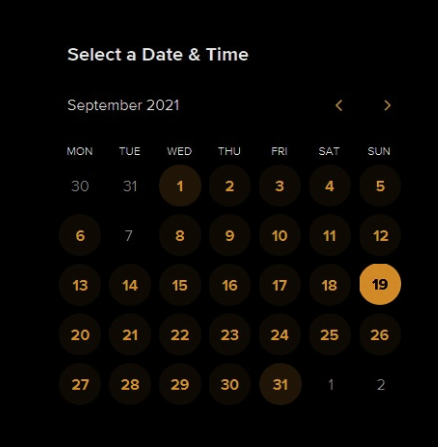 Select a Date & Time
September 2021
MON TUE WED THU FRI SAT SUN
30 31 1 2 3 4 5
6 7 8 9 10 11 12
13 14 15 16 17 18 19
20 21 22 23 24 25 26
27 28 29 30 31 1 2